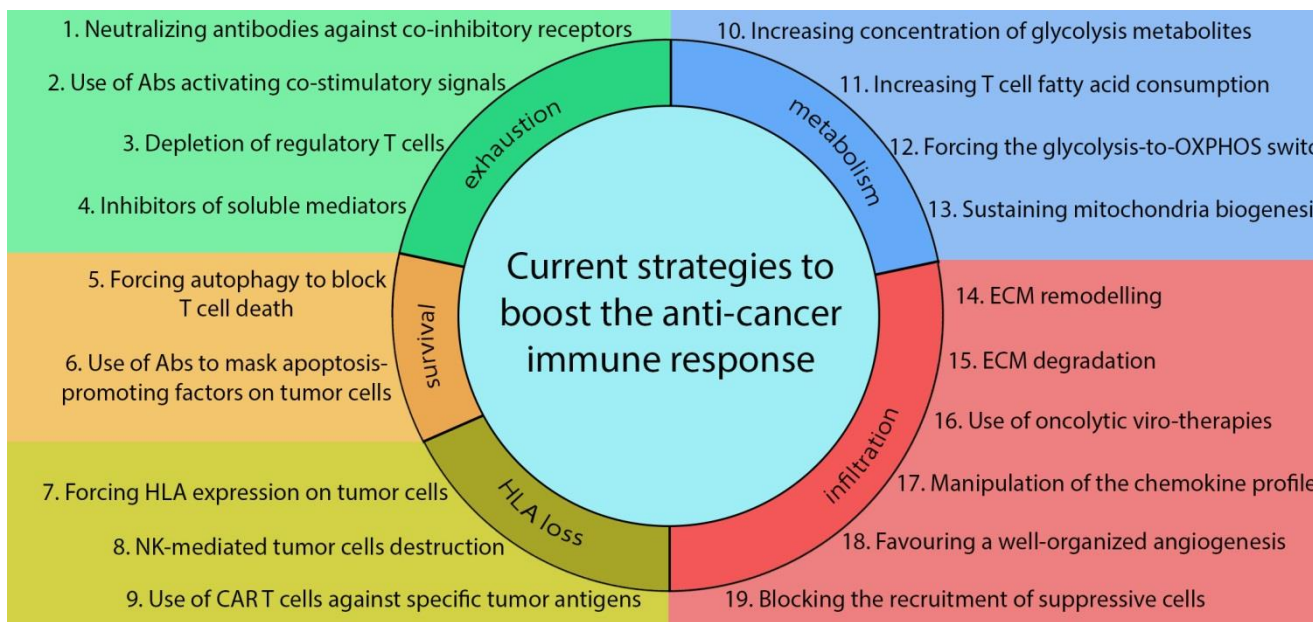 1. Neutralizing antibodies against co-inhibitory receptors
2. Use of Abs activating co-stimulatory signals
3. Depletion of regulatory T cells
4. Inhibitors of soluble mediators
5. Forcing autophagy to block
T cell death
6. Use of Abs to mask apoptosis-
promoting factors on tumor cells
7. Forcing HLA expression on tumor cells
8. NK-mediated tumor cells destruction
9. Use of CAR T cells against specific tumor antigens
exhaustion
survival
HLA loss
Current strategies to
boost the anti-cancer
immune response
metabolism
infiltration
10. Increasing concentration of glycolysis metabolites
11. Increasing T cell fatty acid consumption
12. Forcing the glycolysis-to-OXPHOS switc
13. Sustaining mitochondria biogenesi
14. ECM remodelling
15. ECM degradation
16. Use of oncolytic viro-therapies
17. Manipulation of the chemokine profile
18. Favouring a well-organized angiogenesis
19. Blocking the recruitment of suppressive cells